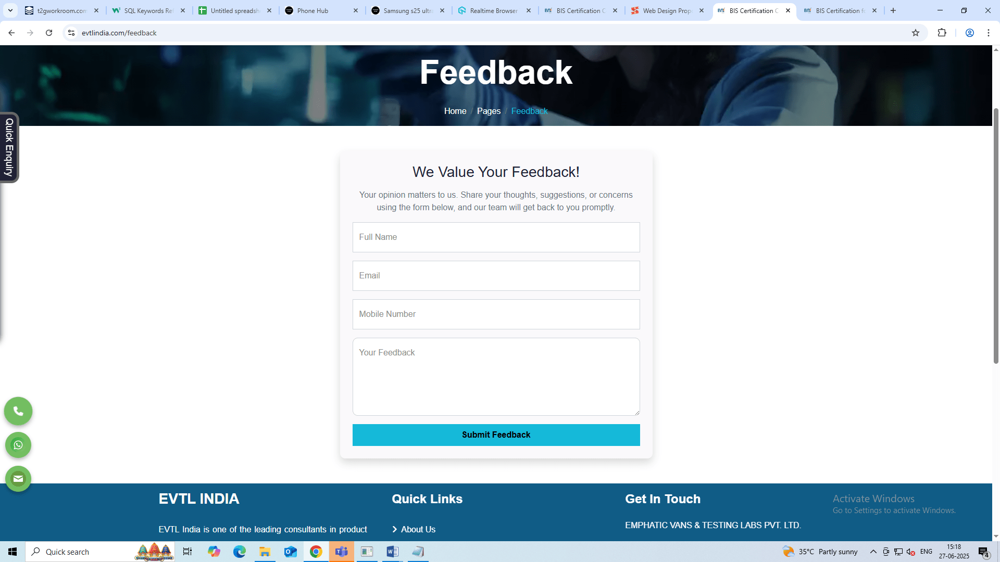 t2gworkroom.com
SQL Keywords Re
Untitled spreadsh
Phone Hub
Samsung s25 ultra
Realtime Browser
BIS Certification C
Web Design Prop
BIS Certification C
BIS Certification fo
evtlindia.com/feedback
Feedback
Home / Pages / Feedback
Quick Enquiry
We Value Your Feedback!
Your opinion matters to us. Share your thoughts, suggestions, or concerns
using the form below, and our team will get back to you promptly.
Full Name
Email
Mobile Number
Your Feedback
Submit Feedback
EVTL INDIA
Quick Links
Get In Touch
Activate Windows
Go to Settings to activate Windows.
EVTL India is one of the leading consultants in product
About Us
EMPHATIC VANS & TESTING LABS PVT. LTD.
Quick search
35°C Partly sunny
ENG
15:18
27-06-2025
4